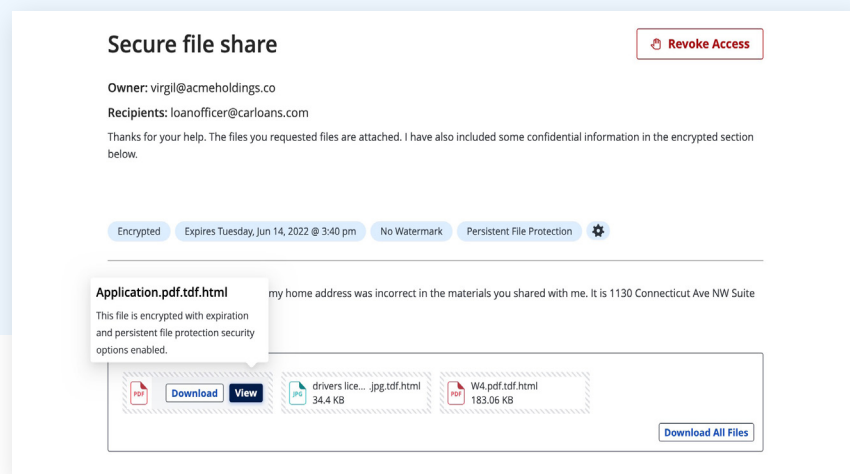 Secure file share
Revoke Access
Owner: virgil@acmeholdings.co
Recipients: loanofficer@carloans.com
Thanks for your help. The files you requested files are attached. I have also included some confidential information in the encrypted section
below.
Encrypted
Expires Tuesday, Jun 14, 2022 @ 3:40 pm
No Watermark
Persistent File Protection
my home address was incorrect in the materials you shared with me. It is 1130 Connecticut Ave NW Suite
Application.pdf.tdf.html
This file is encrypted with expiration
and persistent file protection security
options enabled.
PDF
Download
View
JPG
drivers lice... .jpg.tdf.html
34.4 KB
PDF
W4.pdf.tdf.html
183.06 KB
Download All Files